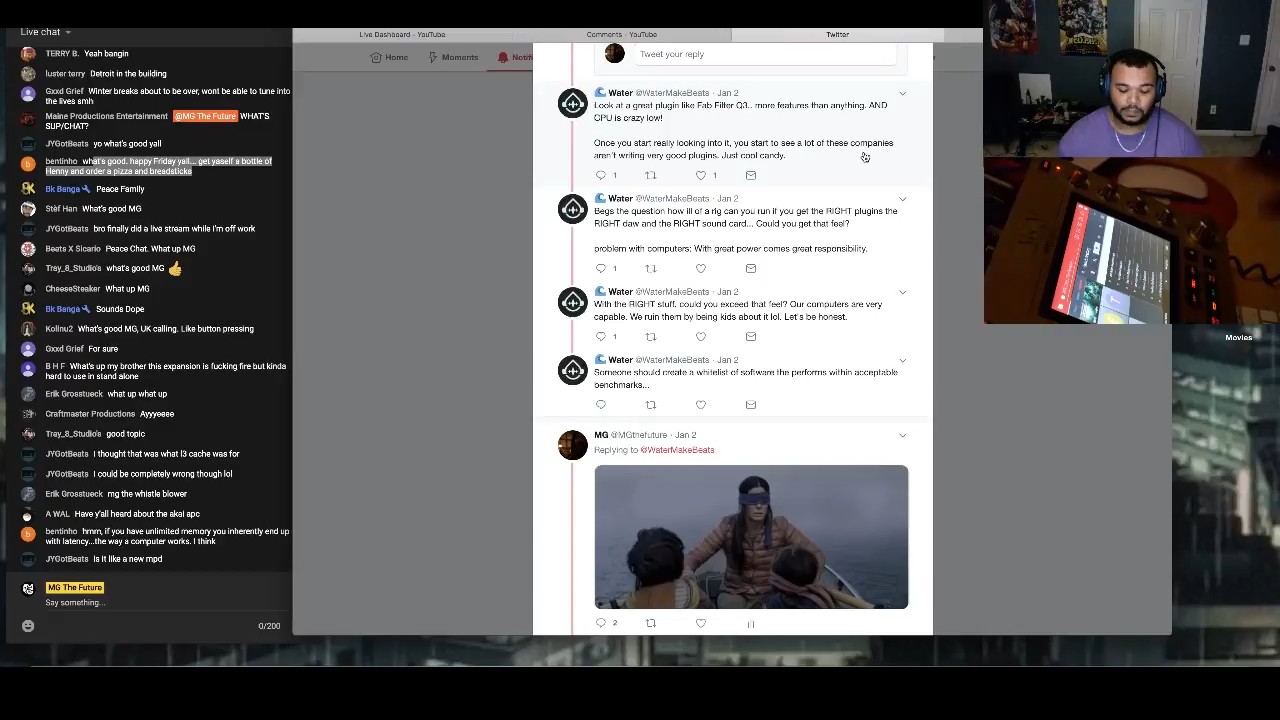 Live chat
TERRY B. Yeah bangin
luster terry Detroit in the building
Gxxd Grief Winter breaks about to be over, wont be able to tune into
the lives smh
Maine Productions Entertainment @MG The Future WHAT'S
SUP/CHAT?
JYGotBeats yo what's good yall
bentinho what's good. happy Friday yall... get yaself a bottle of
Henny and order a pizza and breadsticks
Bk Banga Peace Family
Stèf Han What's good MG
JYGotBeats bro finally did a live stream while I'm off work
Beats X Sicario Peace Chat. What up MG
Tray_8_Studio's what's good MG 👍
CheeseSteaker What up MG
Bk Banga Sounds Dope
Kolinu2 What's good MG, UK calling. Like button pressing
Gxxd Grief For sure
B H F What's up my brother this expansion is fucking fire but kinda
hard to use in stand alone
Erik Grosstueck what up what up
Craftmaster Productions Ayyyeeee
Tray_8_Studio's good topic
JYGotBeats I thought that was what l3 cache was for
JYGotBeats I could be completely wrong though lol
Erik Grosstueck mg the whistle blower
A WAL Have y'all heard about the akai apc
bentinho hmm, if you have unlimited memory you inherently end up
with latency...the way a computer works. I think
JYGotBeats Is it like a new mpd
MG The Future
Say something...
0/200
Live Dashboard - YouTube
Comments - YouTube
Twitter
Home
Moments
Tweet your reply
🌊 Water @WaterMakeBeats · Jan 2
Look at a great plugin like Fab Filter Q3.. more features than anything. AND
CPU is crazy low!
Once you start really looking into it, you start to see a lot of these companies
aren't writing very good plugins. Just cool candy.
1
1
🌊 Water @WaterMakeBeats · Jan 2
Begs the question how ill of a rig can you run if you get the RIGHT plugins the
RIGHT daw and the RIGHT sound card... Could you get that feel?
problem with computers: With great power comes great responsibility.
1
🌊 Water @WaterMakeBeats · Jan 2
With the RIGHT stuff. could you exceed that feel? Our computers are very
capable. We ruin them by being kids about it lol. Let's be honest.
1
🌊 Water @WaterMakeBeats · Jan 2
Someone should create a whitelist of software the performs within acceptable
benchmarks...
MG @MGthefuture · Jan 2
Replying to @WaterMakeBeats
2
Movies